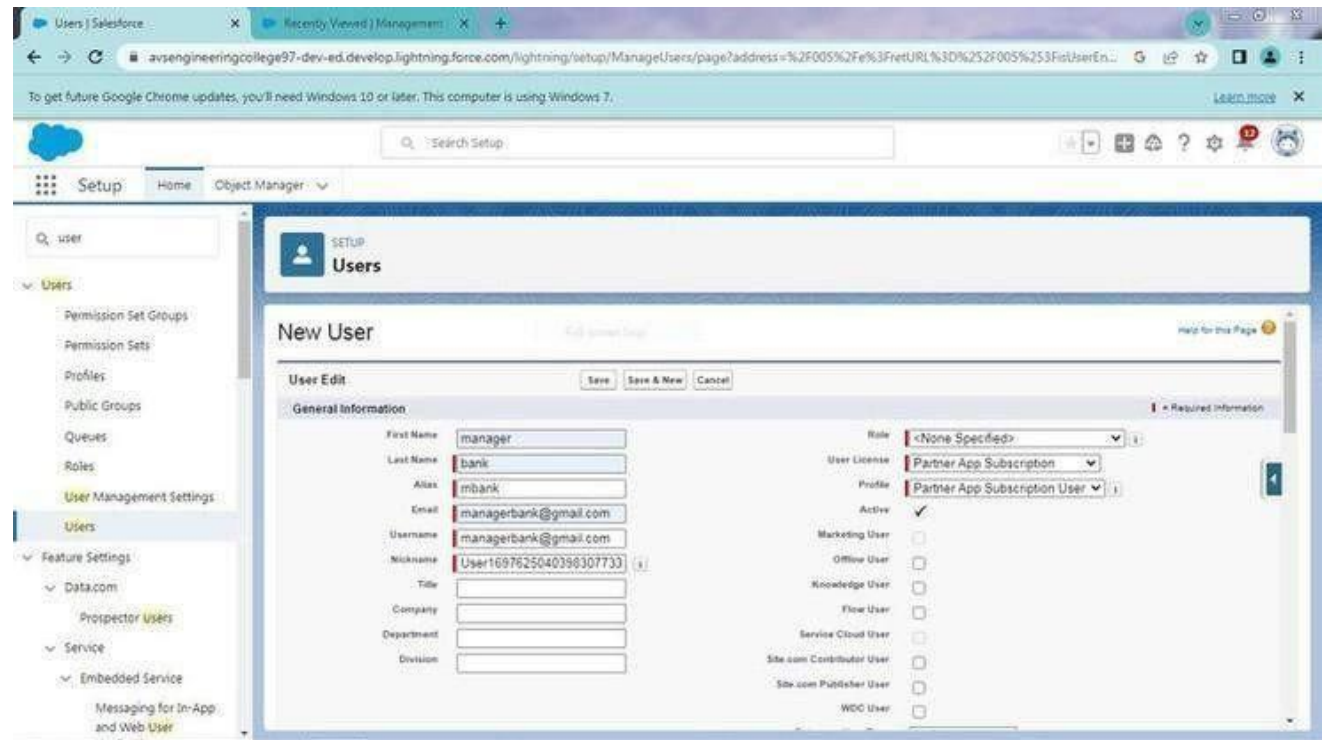 Users | Salesforce
Recently Viewed | Management
avsengineeringcollege97-dev-ed.develop.lightning.force.com/lightning/setup/ManageUsers/page?address=%2F005%2Fe%3FretURL%3D%252F005%253FisUserEn...
To get future Google Chrome updates, you'll need Windows 10 or later. This computer is using Windows 7.
Learn more
Search Setup
12
Setup
Home
Object Manager
user
Users
Permission Set Groups
Permission Sets
Profiles
Public Groups
Queues
Roles
User Management Settings
Users
Feature Settings
Data.com
Prospector users
Service
Embedded Service
Messaging for In-App
and Web User
SETUP
Users
New User
Help for this Page
User Edit
Save
Save & New
Cancel
General Information
= Required Information
First Name manager
Last Name bank
Alias mbank
Email managerbank@gmail.com
Username managerbank@gmail.com
Nickname User1697625040398307733
Title
Company
Department
Division
Role <None Specified>
User License Partner App Subscription
Profile Partner App Subscription User
Active
Marketing User
Offline User
Knowledge User
Flow User
Service Cloud User
Site.com Contributor User
Site.com Publisher User
WDC User